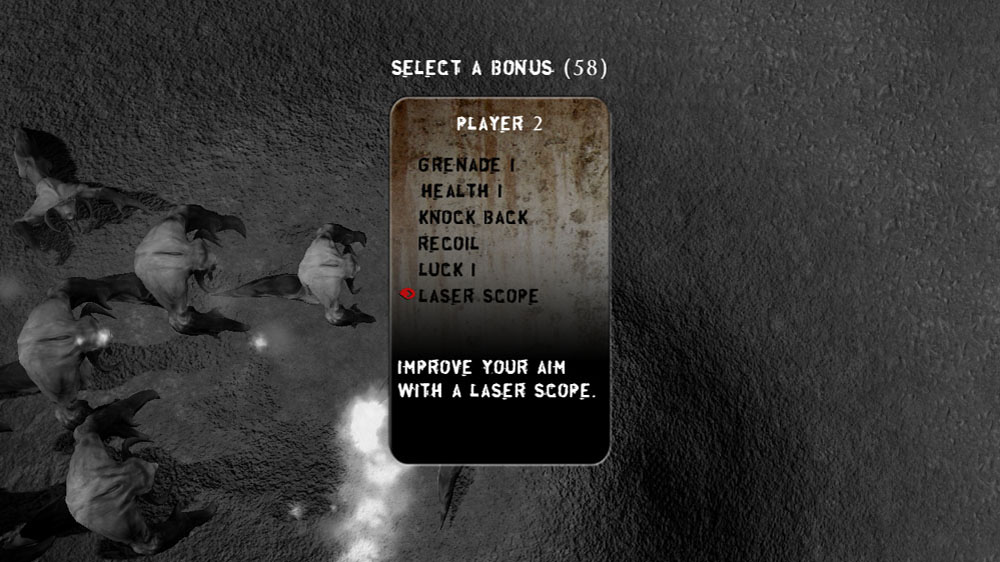 SELECT A BONUS (58)
PLAYER 2
GRENADE I
HEALTH I
KNOCK BACK
RECOIL
LUCK I
LASER SCOPE
IMPROVE YOUR AIM
WITH A LASER SCOPE.